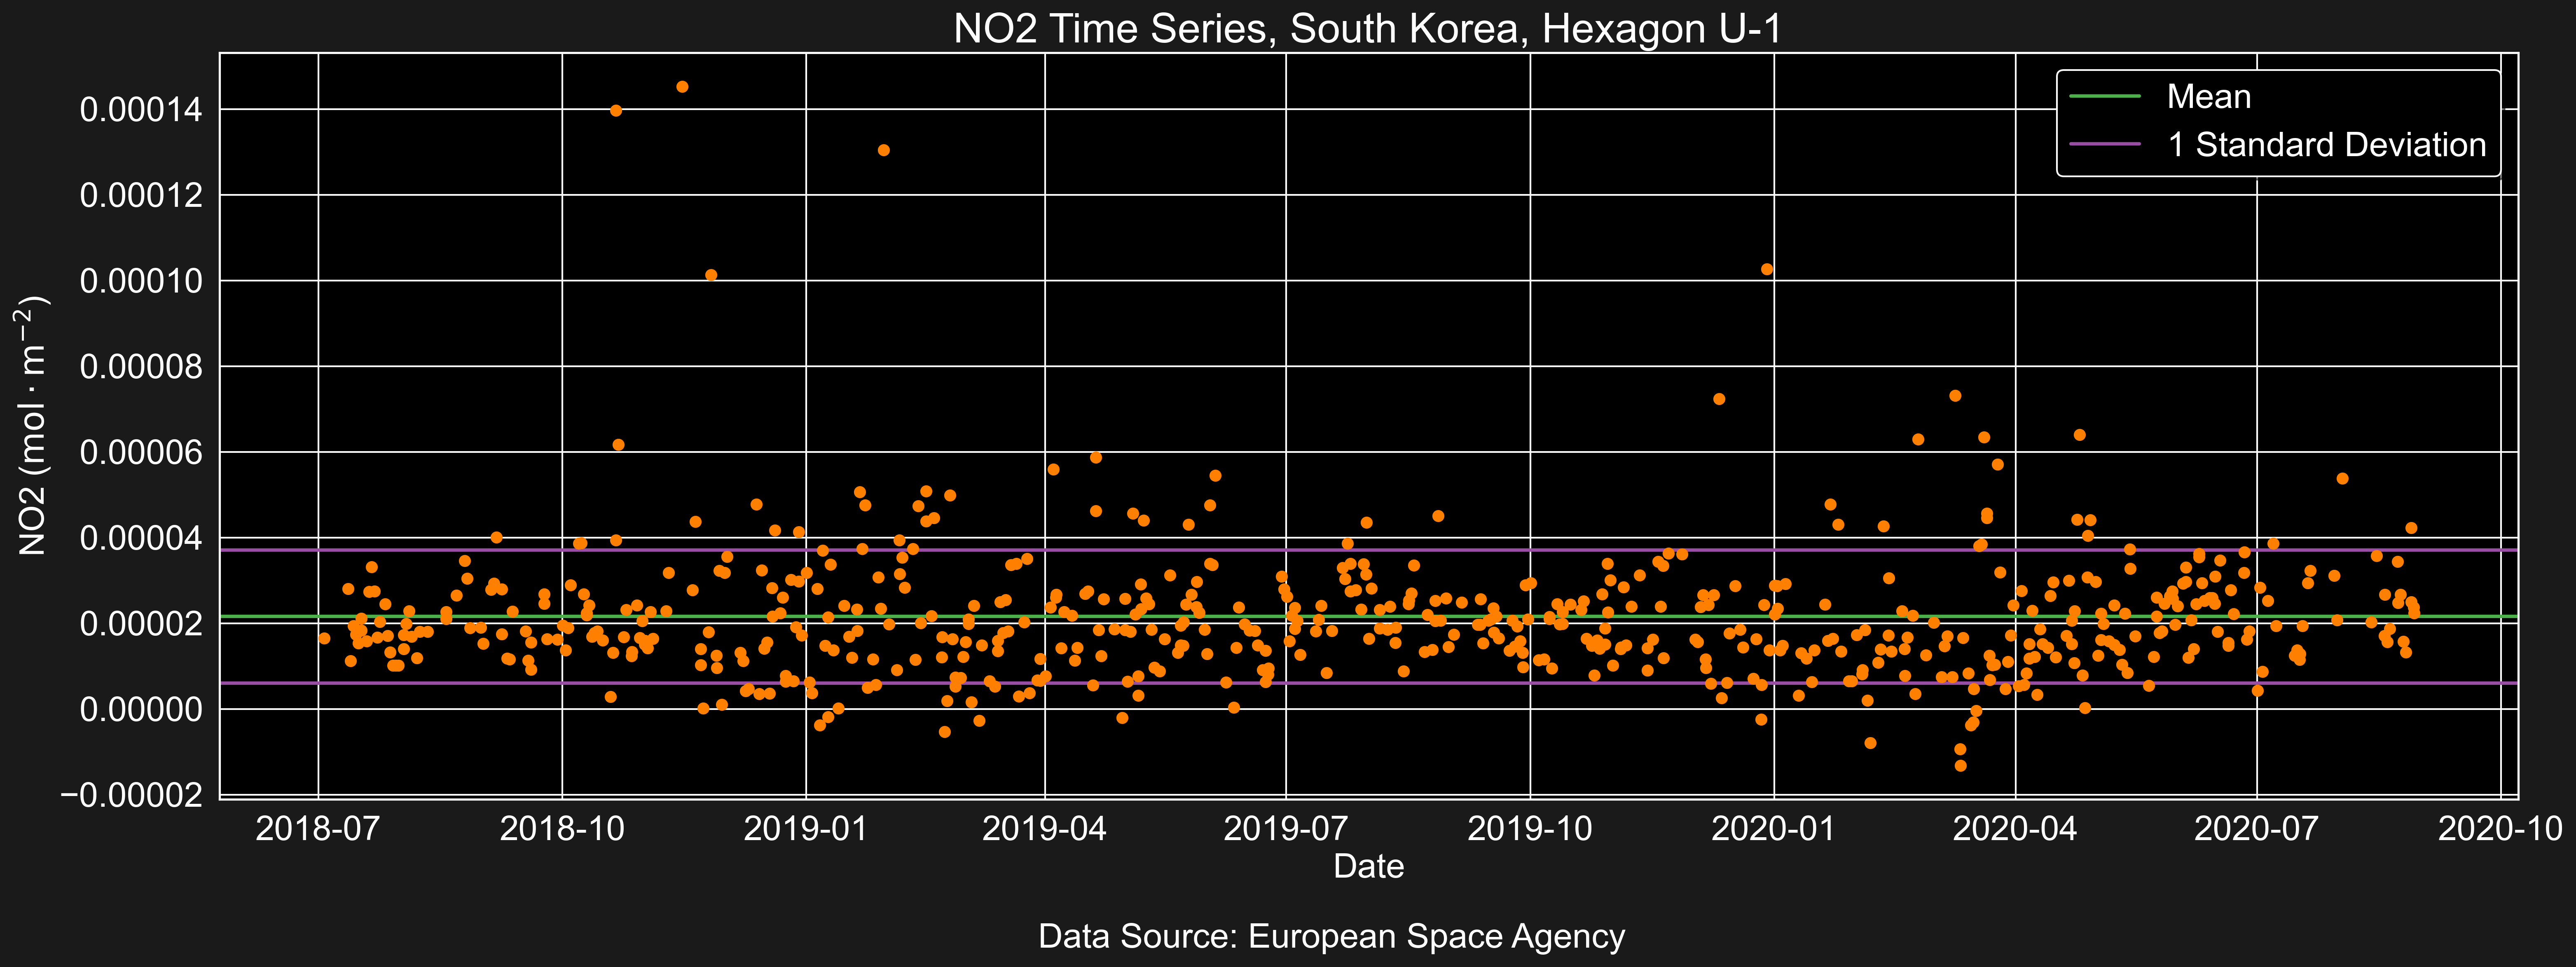 NO2 Time Series, South Korea, Hexagon U-1
Mean
1 Standard Deviation
NO2 (mol · m⁻²)
0.00014
0.00012
0.00010
0.00008
0.00006
0.00004
0.00002
0.00000
−0.00002
2018-07 2018-10 2019-01 2019-04 2019-07 2019-10 2020-01 2020-04 2020-07 2020-10
Date
Data Source: European Space Agency